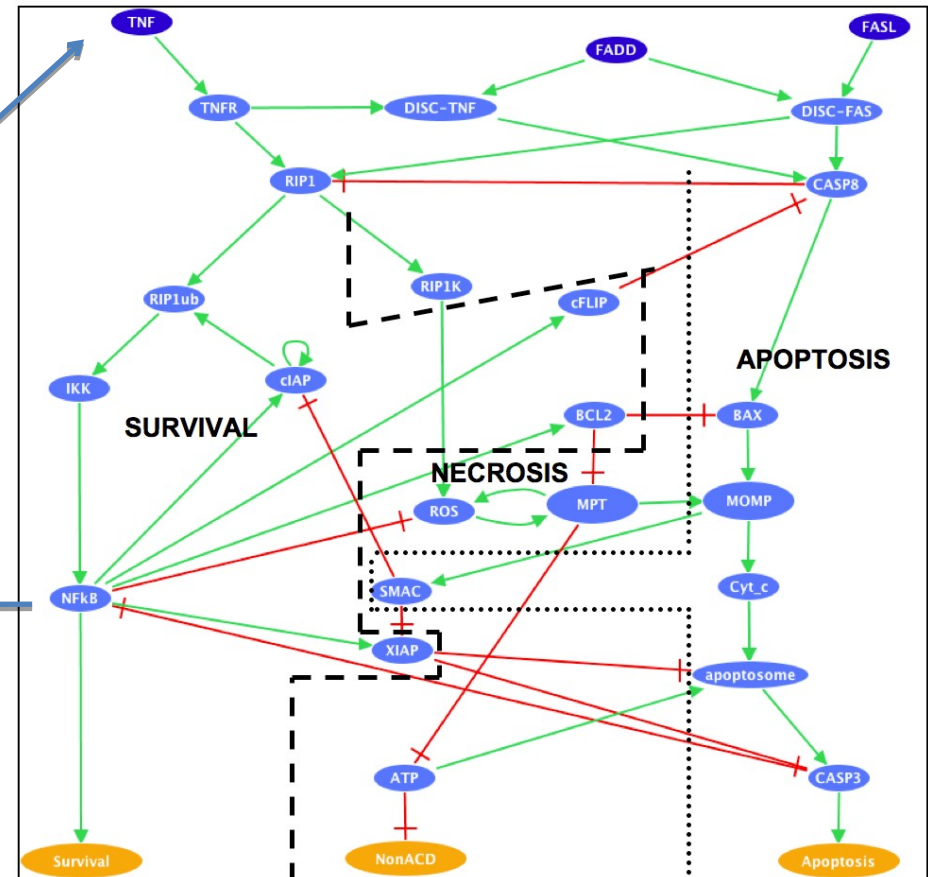 TNF
FASL
FADD
TNFR
DISC-TNF
DISC-FAS
RIP1
CASP8
RIP1K
RIP1ub
cFLIP
APOPTOSIS
IKK
cIAP
SURVIVAL
BCL2
BAX
NECROSIS
ROS
MPT
MOMP
NFkB
SMAC
Cyt_c
XIAP
apoptosome
ATP
CASP3
Survival
NonACD
Apoptosis